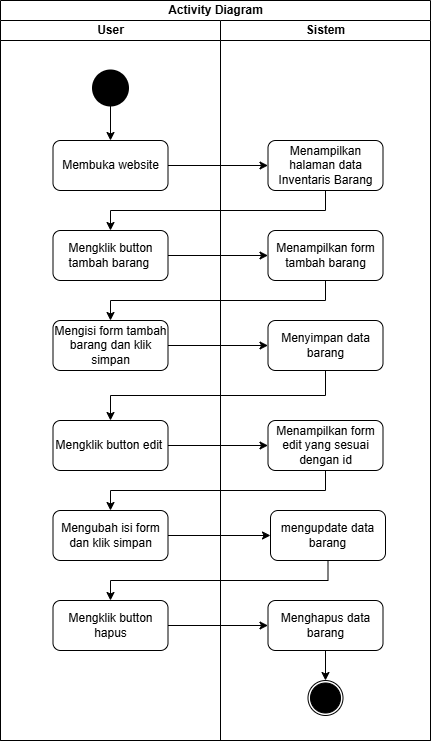 Activity Diagram
User
Sistem
Membuka website
Menampilkan
halaman data
Inventaris Barang
Mengklik button
tambah barang
Menampilkan form
tambah barang
Mengisi form tambah
barang dan klik
simpan
Menyimpan data
barang
Mengklik button edit
Menampilkan form
edit yang sesuai
dengan id
Mengubah isi form
dan klik simpan
mengupdate data
barang
Mengklik button
hapus
Menghapus data
barang